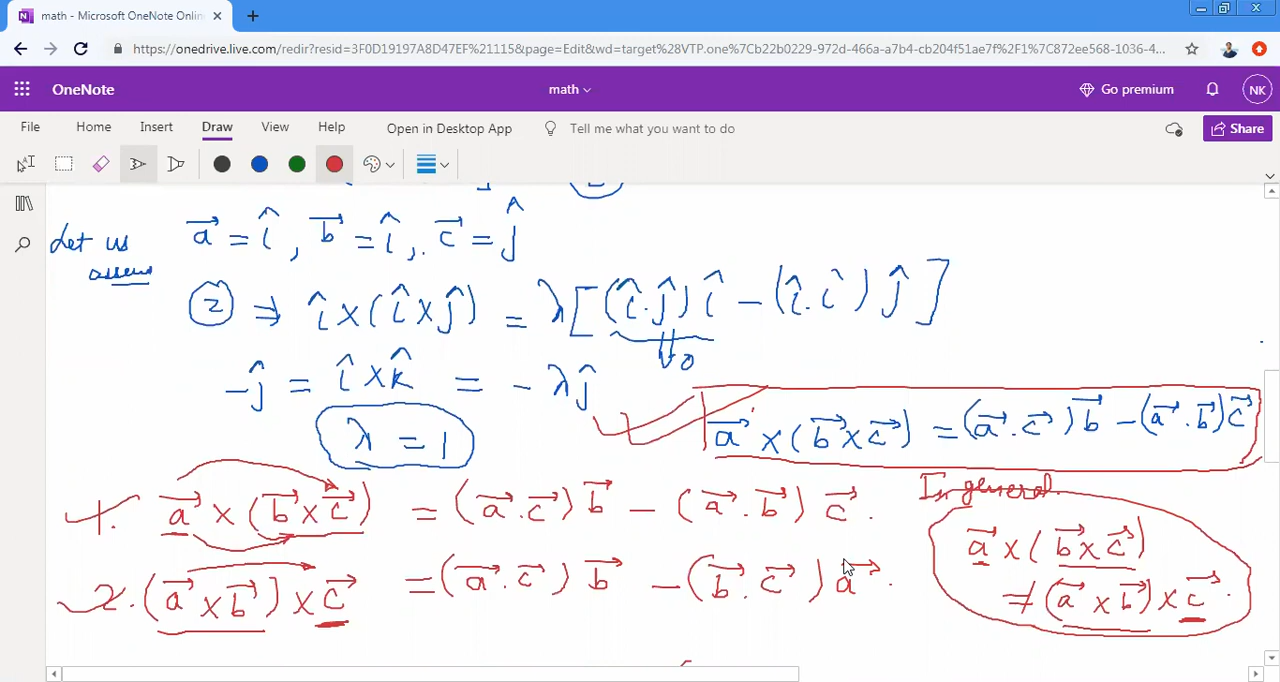 math - Microsoft OneNote Onlin
https://onedrive.live.com/redir?resid=3F0D19197A8D47EF%21115&page=Edit&wd=target%28VTP.one%7Cb22b0229-972d-466a-a7b4-cb204f51ae7f%2F1%7C872ee568-1036-4...
OneNote
math
Go premium
NK
File Home Insert Draw View Help Open in Desktop App Tell me what you want to do
Share
Let us assum
a⃗ = î, b⃗ = î, c⃗ = ĵ
② ⇒ î × (î × ĵ) = λ[(î.ĵ) î − (î.î) ĵ]
0
−ĵ = î × k̂ = − λĵ
λ = 1
a⃗ × (b⃗ × c⃗) = (a⃗.c⃗) b⃗ − (a⃗.b⃗) c⃗
1. a⃗ × (b⃗ × c⃗) = (a⃗.c⃗) b⃗ − (a⃗.b⃗) c⃗.
2. (a⃗ × b⃗) × c⃗ = (a⃗.c⃗) b⃗ − (b⃗.c⃗) a⃗.
In general.
a⃗ × (b⃗ × c⃗)
≠ (a⃗ × b⃗) × c⃗.